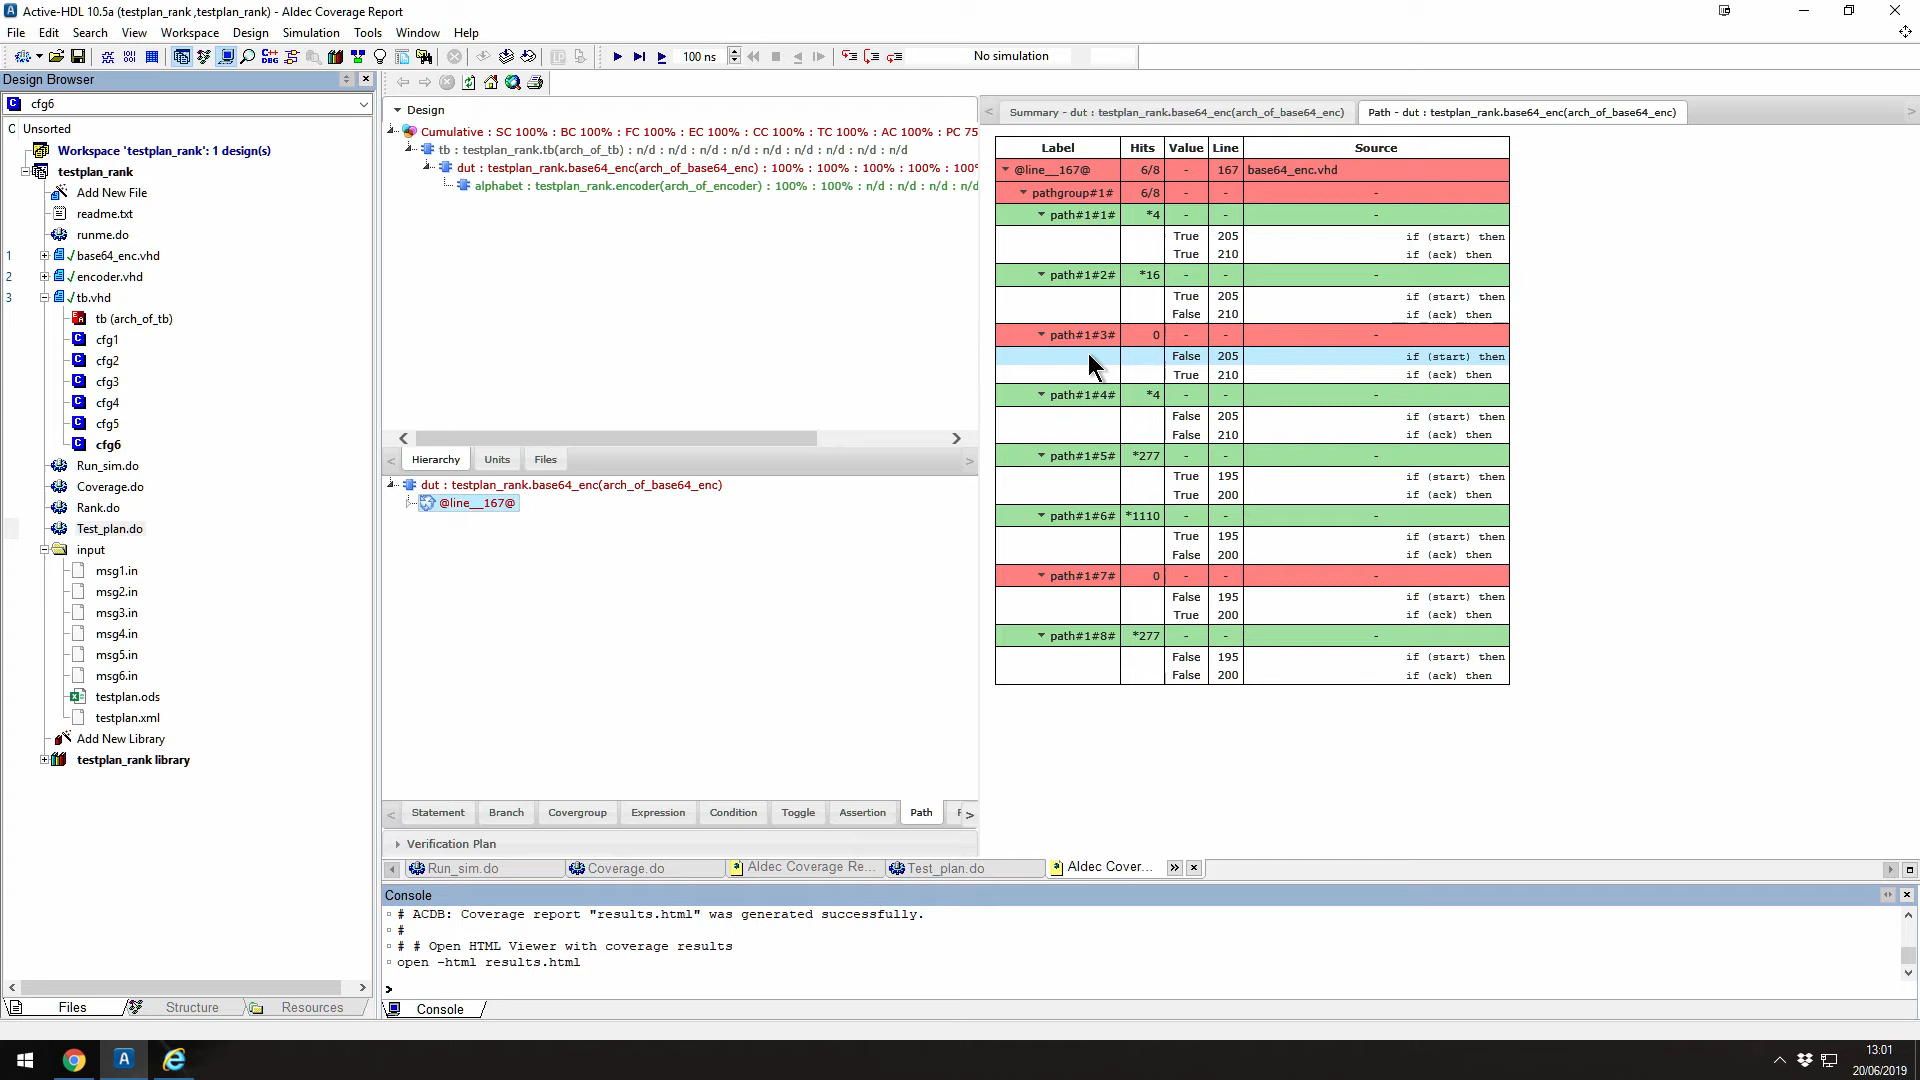 Active-HDL 10.5a (testplan_rank ,testplan_rank) - Aldec Coverage Report
File Edit Search View Workspace Design Simulation Tools Window Help
100 ns
No simulation
Design Browser
cfg6
C Unsorted
Workspace 'testplan_rank': 1 design(s)
testplan_rank
Add New File
readme.txt
runme.do
1 base64_enc.vhd
2 encoder.vhd
3 tb.vhd
tb (arch_of_tb)
cfg1
cfg2
cfg3
cfg4
cfg5
cfg6
Run_sim.do
Coverage.do
Rank.do
Test_plan.do
input
msg1.in
msg2.in
msg3.in
msg4.in
msg5.in
msg6.in
testplan.ods
testplan.xml
Add New Library
testplan_rank library
Files Structure Resources
Design
Cumulative : SC 100% : BC 100% : FC 100% : EC 100% : CC 100% : TC 100% : AC 100% : PC 75
tb : testplan_rank.tb(arch_of_tb) : n/d : n/d : n/d : n/d : n/d : n/d : n/d : n/d
dut : testplan_rank.base64_enc(arch_of_base64_enc) : 100% : 100% : 100% : 100% : 100%
alphabet : testplan_rank.encoder(arch_of_encoder) : 100% : 100% : n/d : n/d : n/d
Hierarchy Units Files
dut : testplan_rank.base64_enc(arch_of_base64_enc)
@line__167@
Statement Branch Covergroup Expression Condition Toggle Assertion Path
Verification Plan
Summary - dut : testplan_rank.base64_enc(arch_of_base64_enc) Path - dut : testplan_rank.base64_enc(arch_of_base64_enc)
Label Hits Value Line Source
@line__167@ 6/8 - 167 base64_enc.vhd
pathgroup#1# 6/8 - - -
path#1#1# *4 - - -
True 205 if (start) then
True 210 if (ack) then
path#1#2# *16 - - -
True 205 if (start) then
False 210 if (ack) then
path#1#3# 0 - - -
False 205 if (start) then
True 210 if (ack) then
path#1#4# *4 - - -
False 205 if (start) then
False 210 if (ack) then
path#1#5# *277 - - -
True 195 if (start) then
True 200 if (ack) then
path#1#6# *1110 - - -
True 195 if (start) then
False 200 if (ack) then
path#1#7# 0 - - -
False 195 if (start) then
True 200 if (ack) then
path#1#8# *277 - - -
False 195 if (start) then
False 200 if (ack) then
Run_sim.do Coverage.do Aldec Coverage Re... Test_plan.do Aldec Cover...
Console
# ACDB: Coverage report "results.html" was generated successfully.
#
# # Open HTML Viewer with coverage results
open -html results.html
>
Console
13:01
20/06/2019